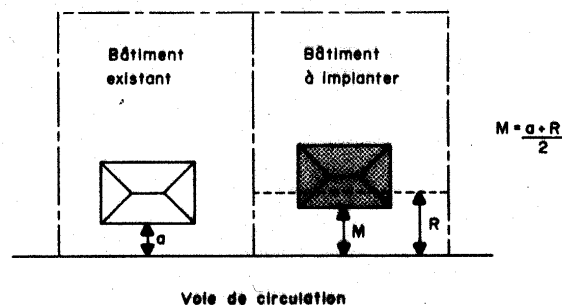 Bâtiment
existant
Bâtiment
à implanter
M = a + R
2
a
M
R
Voie de circulation